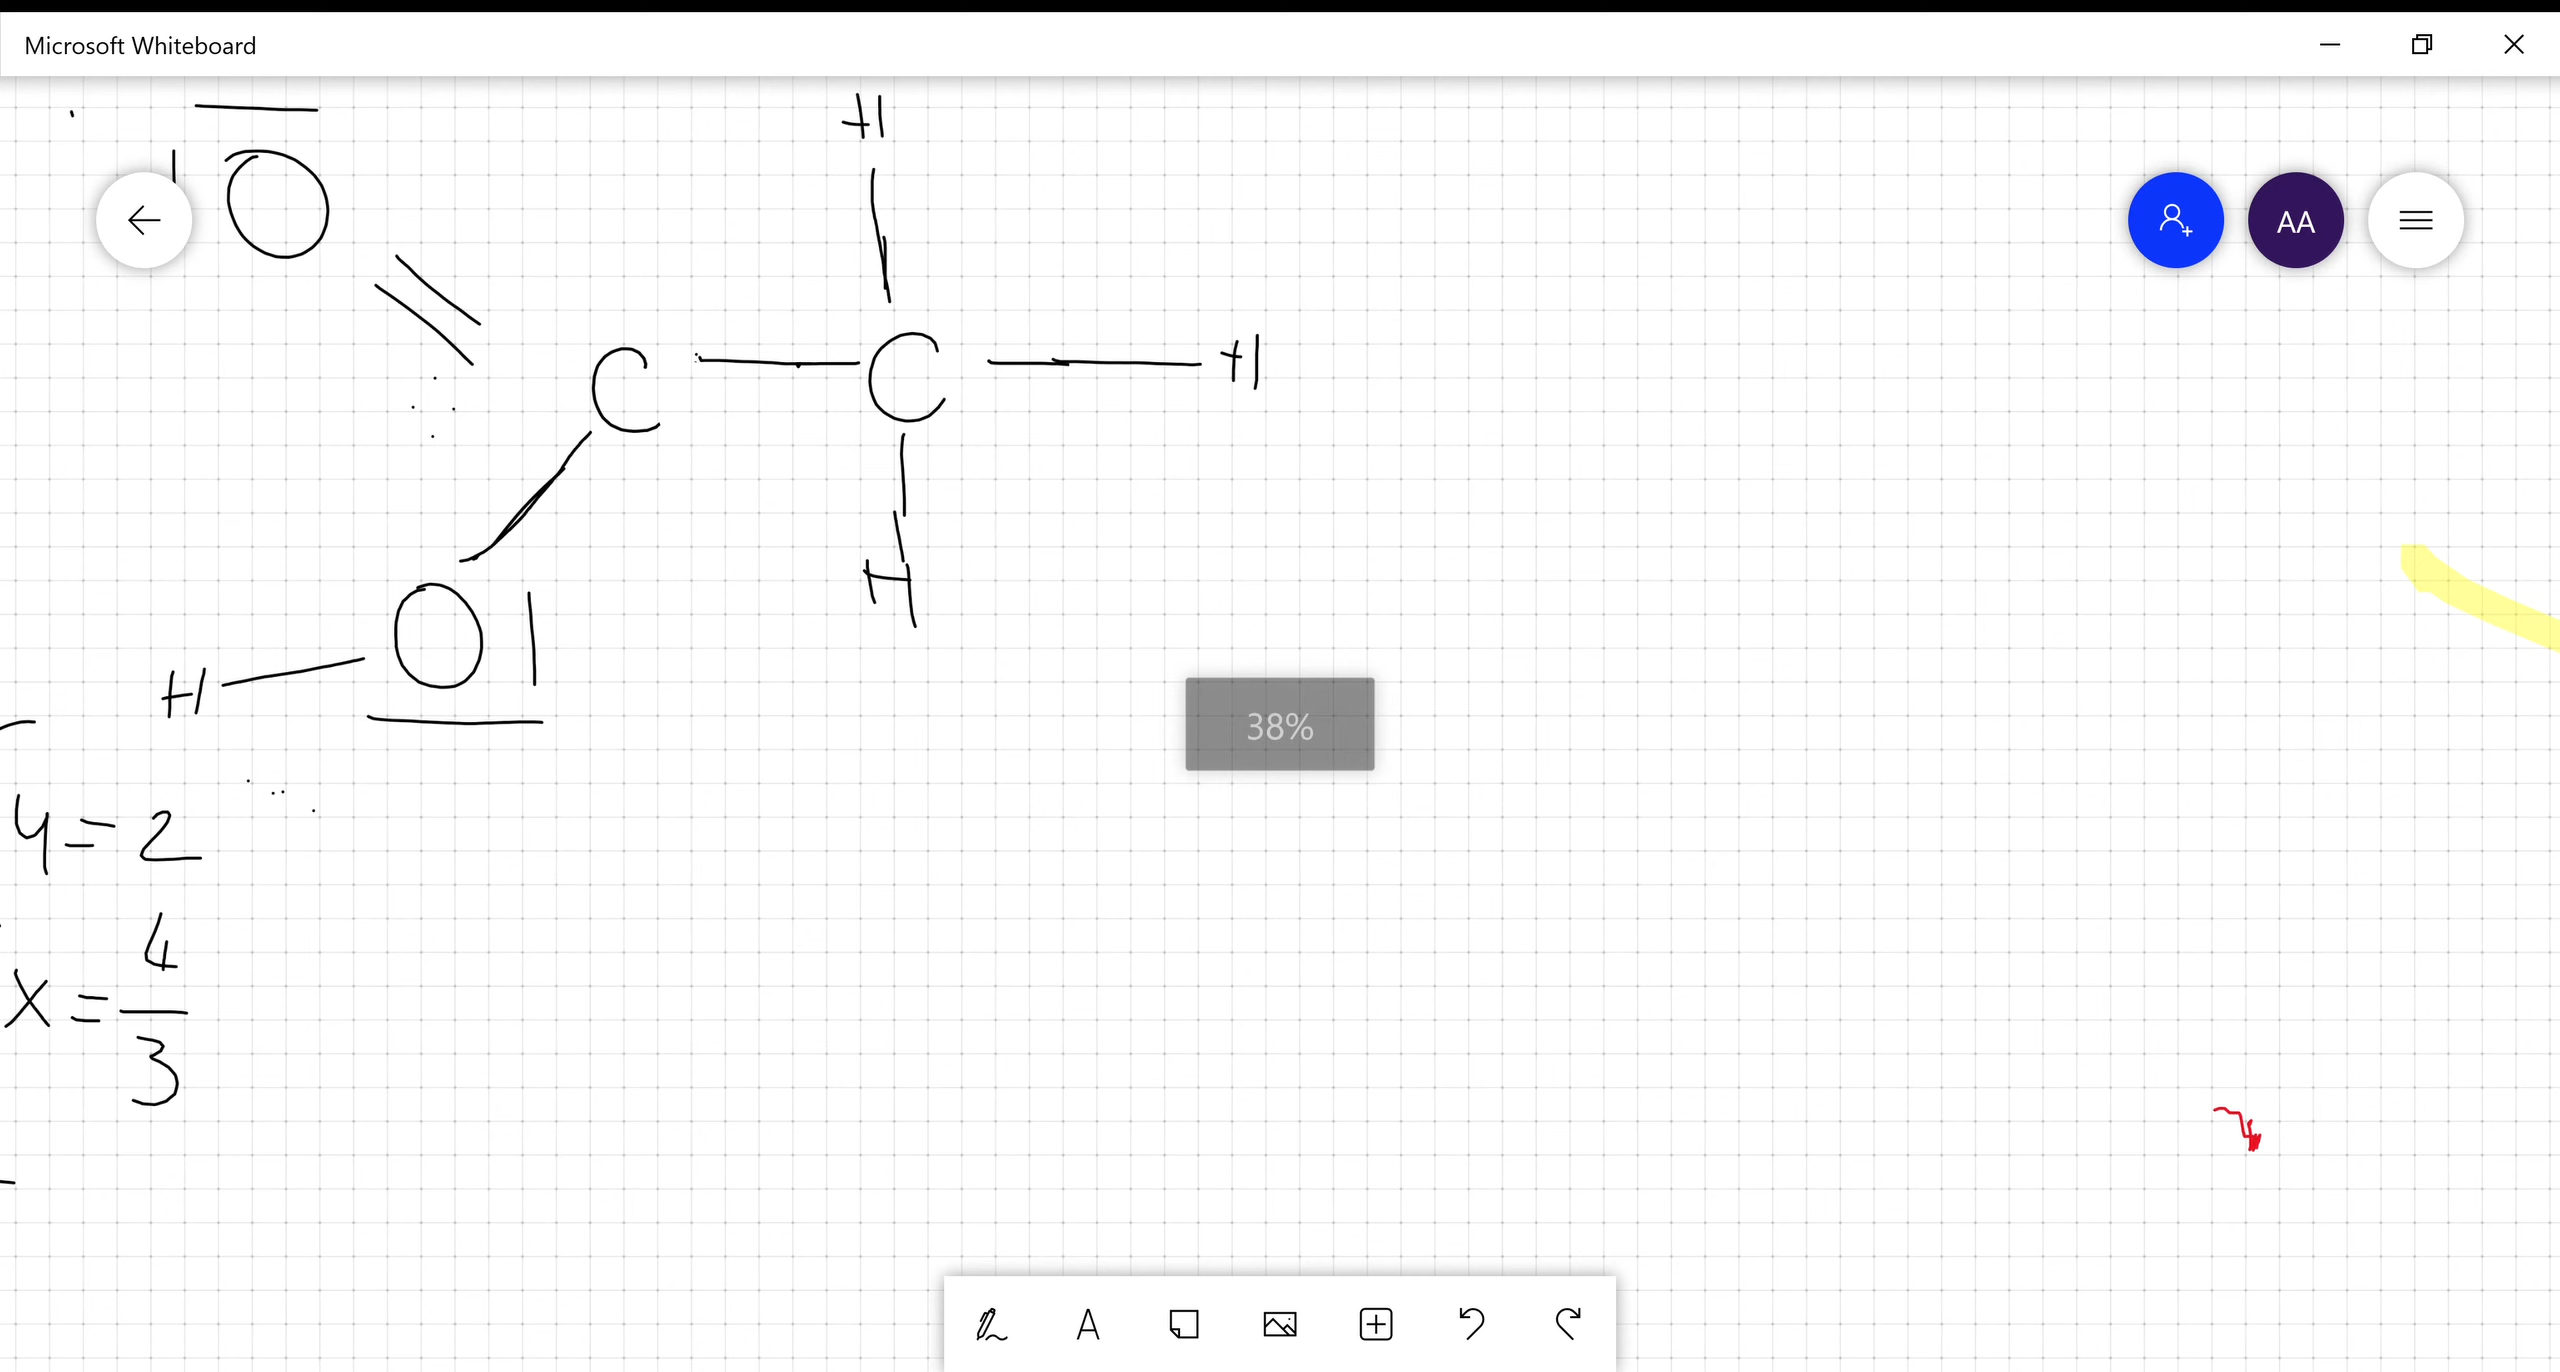 Microsoft Whiteboard
H
O
AA
C C H
H
O
H
38%
y = 2
x = 4/3
A